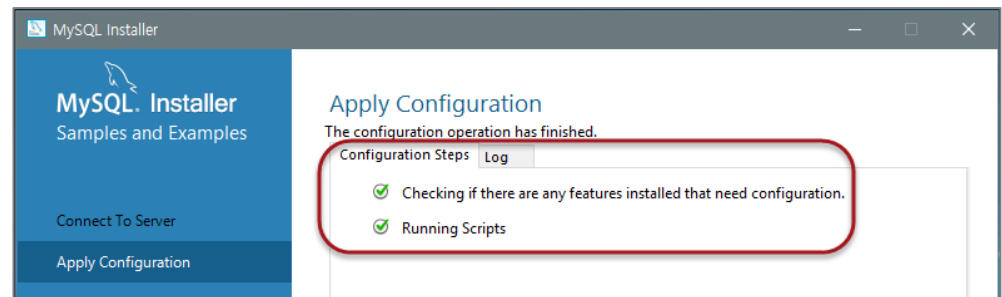 MySQL Installer
MySQL. Installer
Samples and Examples
Connect To Server
Apply Configuration
Apply Configuration
The configuration operation has finished.
Configuration Steps Log
Checking if there are any features installed that need configuration.
Running Scripts